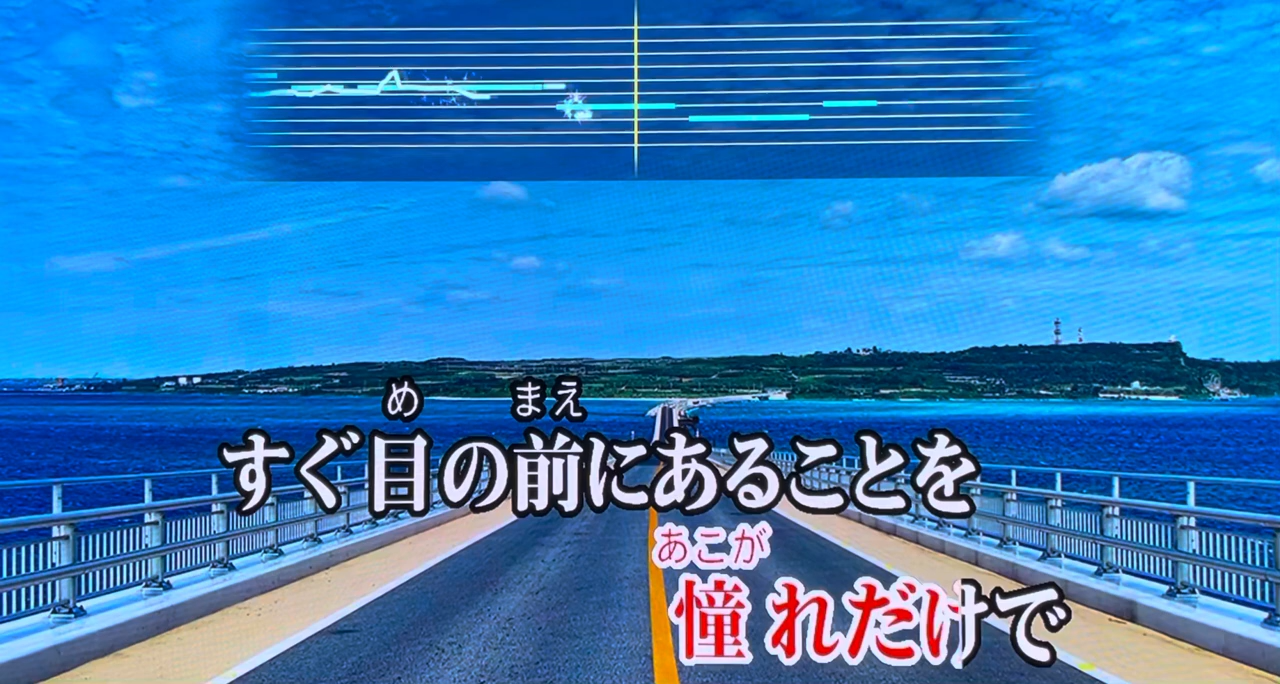 め まえ
すぐ目の前にあることを
あこが
憧れだけで